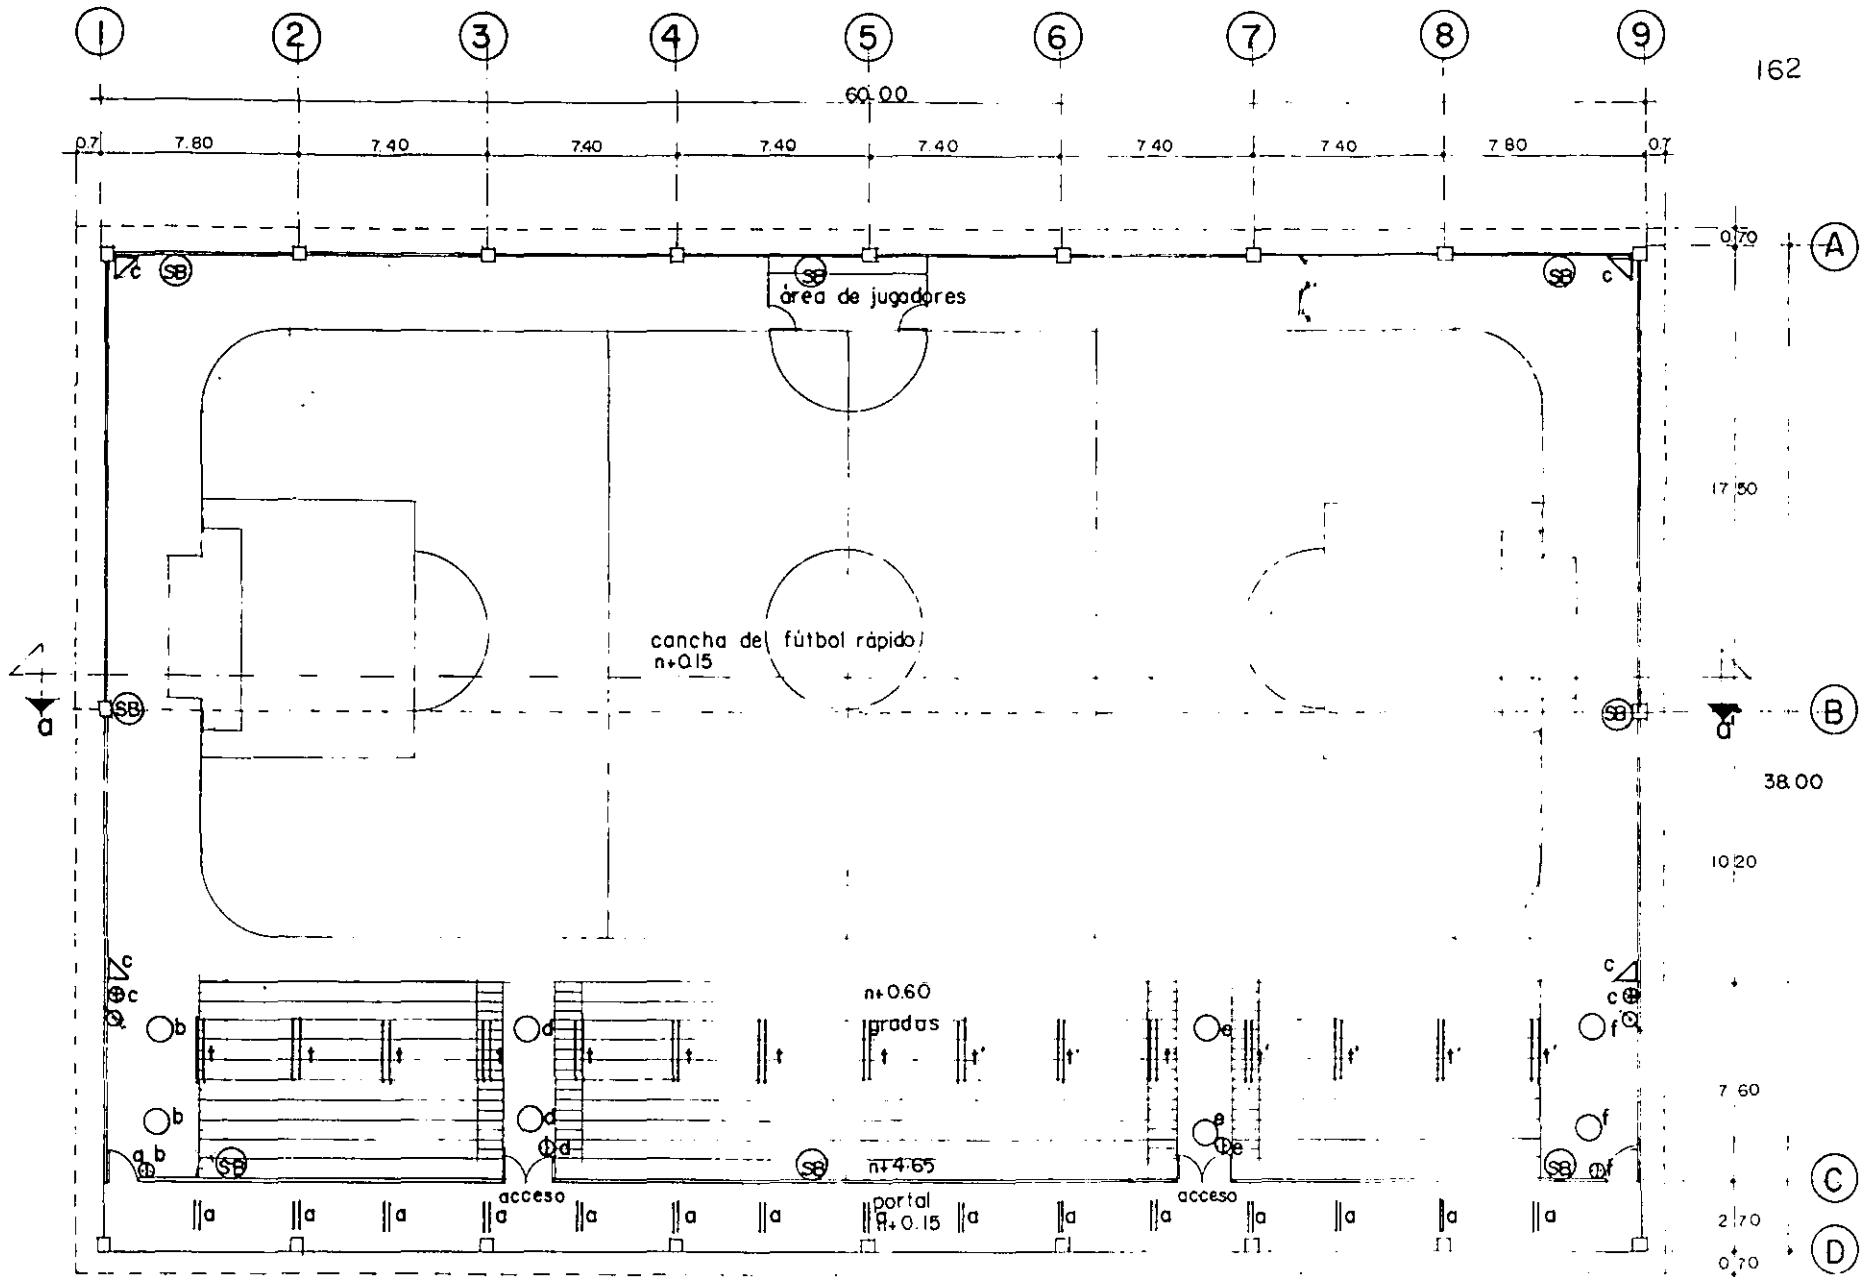 1 2 3 4 5 6 7 8 9
162
60.00
0.7 7.80 7.40 7.40 7.40 7.40 7 40 7 40 7 80 0.7
0.70 A
c SB SB SB c
área de jugadores
17 50
cancha de fútbol rápido
n+0.15
SB SB B
a a'
38.00
10 20
c c
c n+0.60 c
b d gradas e f
t t t t t t t t t' t' t' t' t' t' t'
7 60
b d e f
d e
a b SB SB n+4.65 SB f
C
acceso portal acceso
a a a a a a a a a a a a a a a
n+0.15
2 70
D
0.70